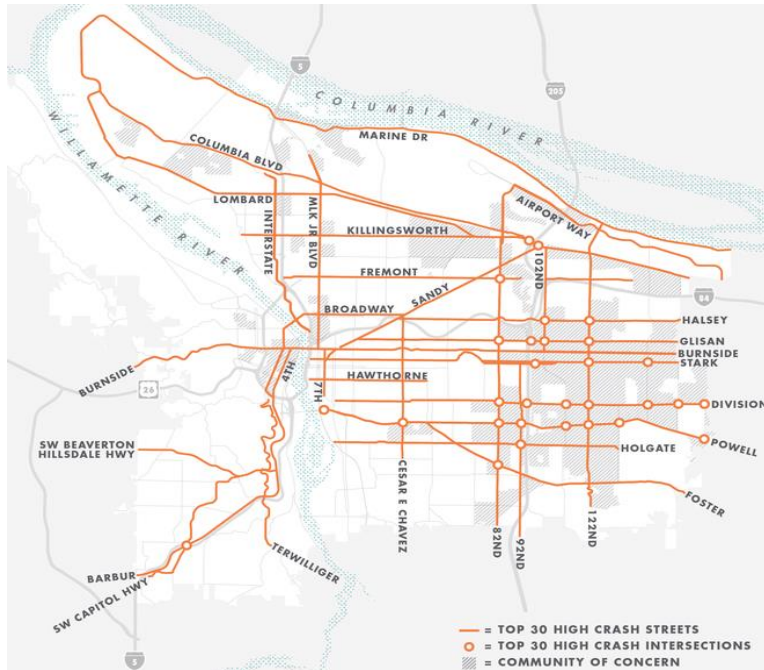 5
205
COLUMBIA RIVER
MARINE DR
WILLAMETTE RIVER
COLUMBIA BLVD
LOMBARD
INTERSTATE
MLK JR BLVD
AIRPORT WAY
KILLINGSWORTH
102ND
FREMONT
SANDY
84
BROADWAY
HALSEY
GLISAN
BURNSIDE
STARK
BURNSIDE
4TH
7TH
HAWTHORNE
26
DIVISION
SW BEAVERTON
HILLSDALE HWY
POWELL
HOLGATE
CESAR E CHAVEZ
82ND
92ND
122ND
FOSTER
TERWILLIGER
BARBUR
SW CAPITOL HWY
5
= TOP 30 HIGH CRASH STREETS
= TOP 30 HIGH CRASH INTERSECTIONS
= COMMUNITY OF CONCERN